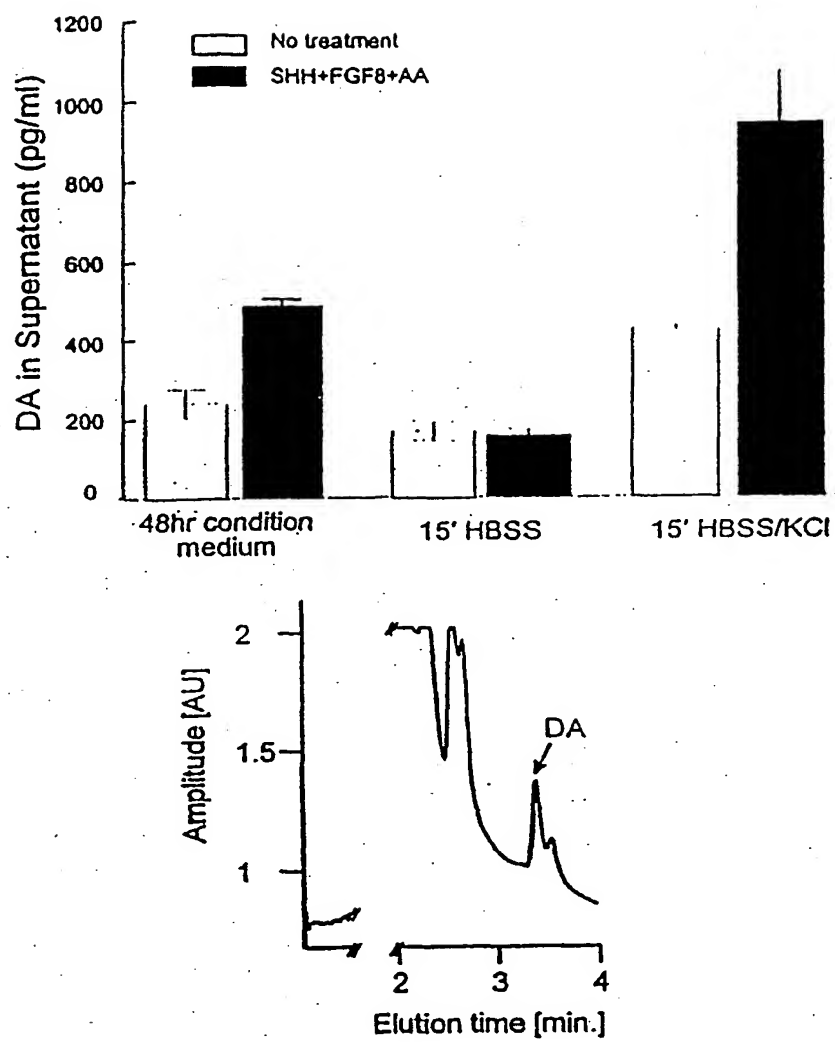 1200
1000
800
600
400
200
0
DA in Supernatant (pg/ml)
No treatment
SHH+FGF8+AA
48hr condition
medium
15' HBSS
15' HBSS/KCl
2
1.5
1
Amplitude [AU]
DA
2
3
4
Elution time [min.]